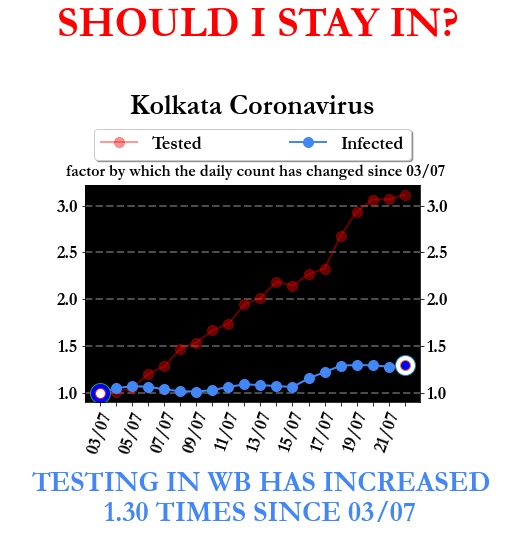 SHOULD I STAY IN?
Kolkata Coronavirus
Tested Infected
factor by which the daily count has changed since 03/07
3.0 3.0
2.5 2.5
2.0 2.0
1.5 1.5
1.0 1.0
03/07 05/07 07/07 09/07 11/07 13/07 15/07 17/07 19/07 21/07
TESTING IN WB HAS INCREASED
1.30 TIMES SINCE 03/07